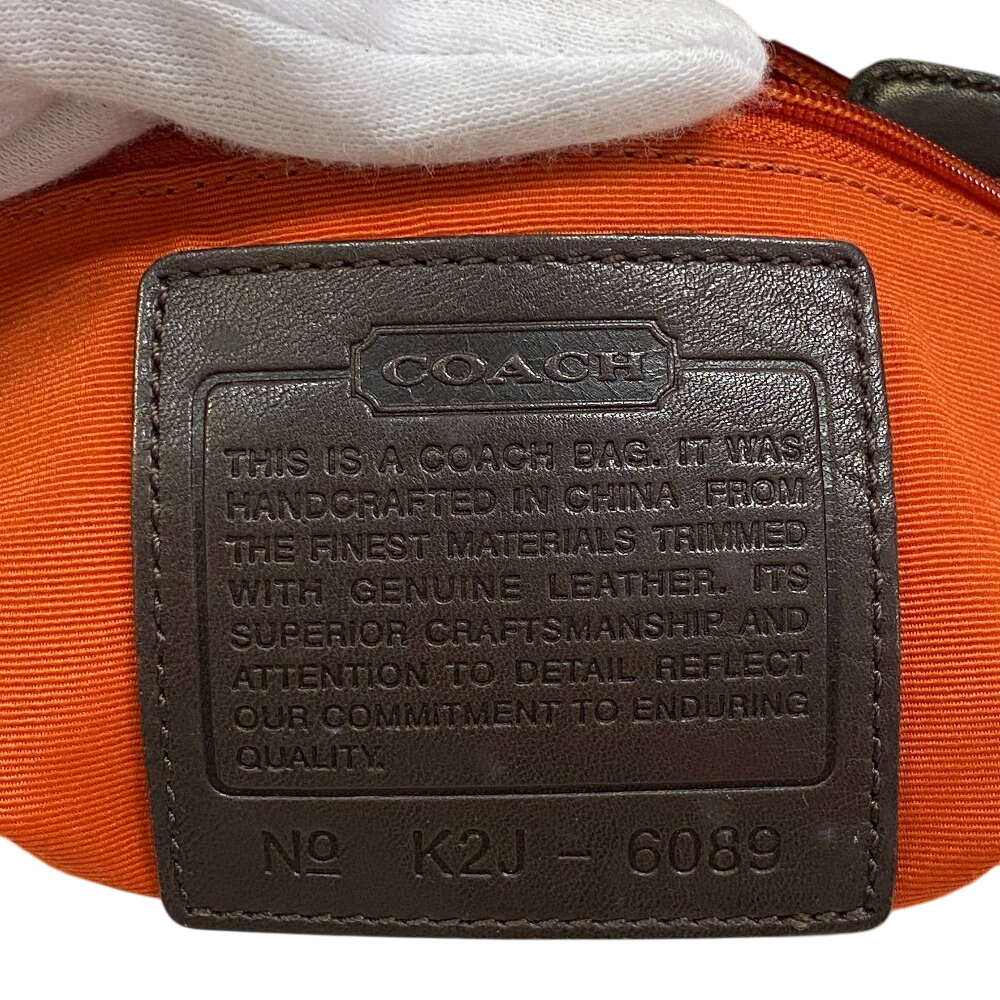 COACH
THIS IS A COACH BAG. IT WAS
HANDCRAFTED IN CHINA FROM
THE FINEST MATERIALS TRIMMED
WITH GENUINE LEATHER. ITS
SUPERIOR CRAFTSMANSHIP AND
ATTENTION TO DETAIL REFLECT
OUR COMMITMENT TO ENDURING
QUALITY.
Nº K2J - 6089